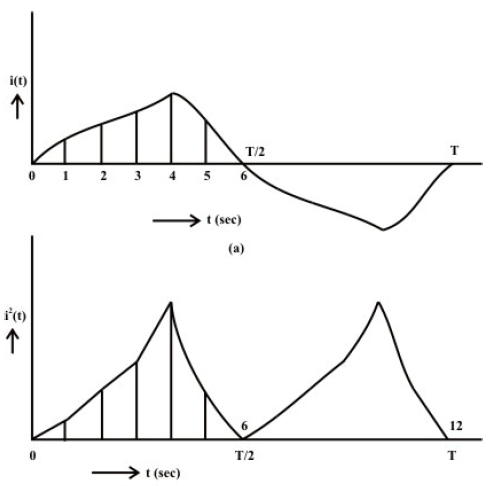 i(t)
T/2
T
0 1 2 3 4 5 6
t (sec)
(a)
i²(t)
6
12
0
T/2
T
t (sec)